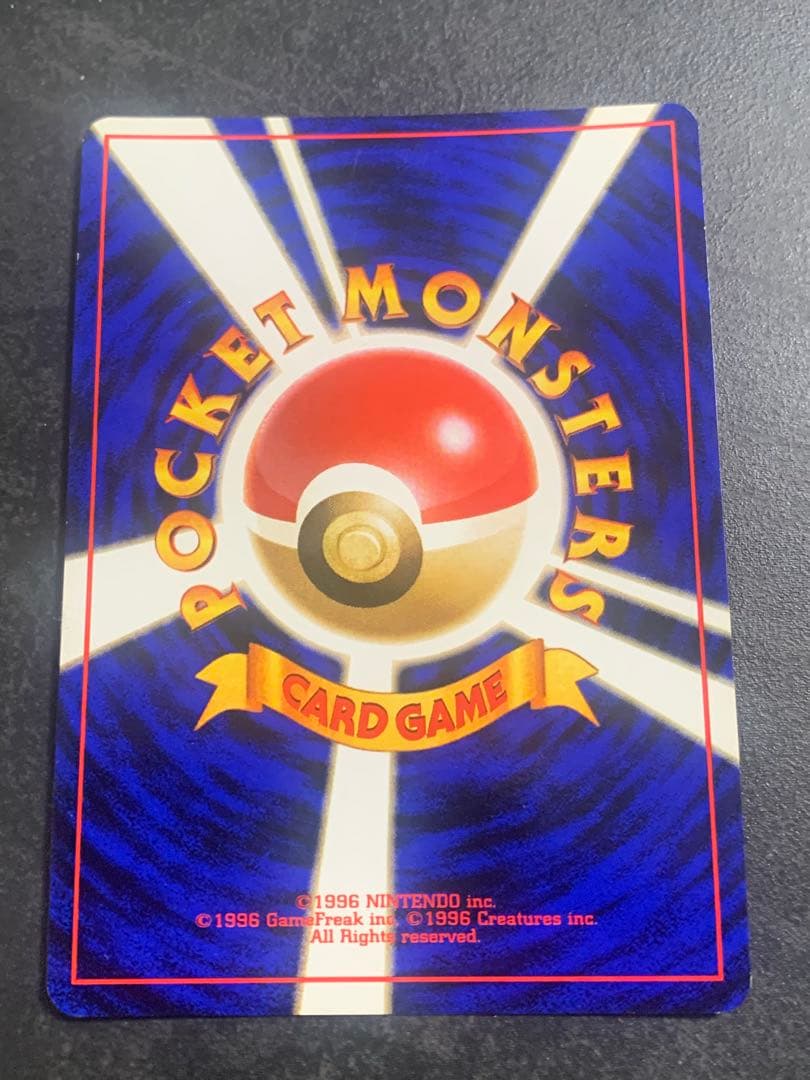 POCKET MONSTERS
CARD GAME
©1996 NINTENDO inc.
©1996 GameFreak inc. ©1996 Creatures inc.
All Rights reserved.